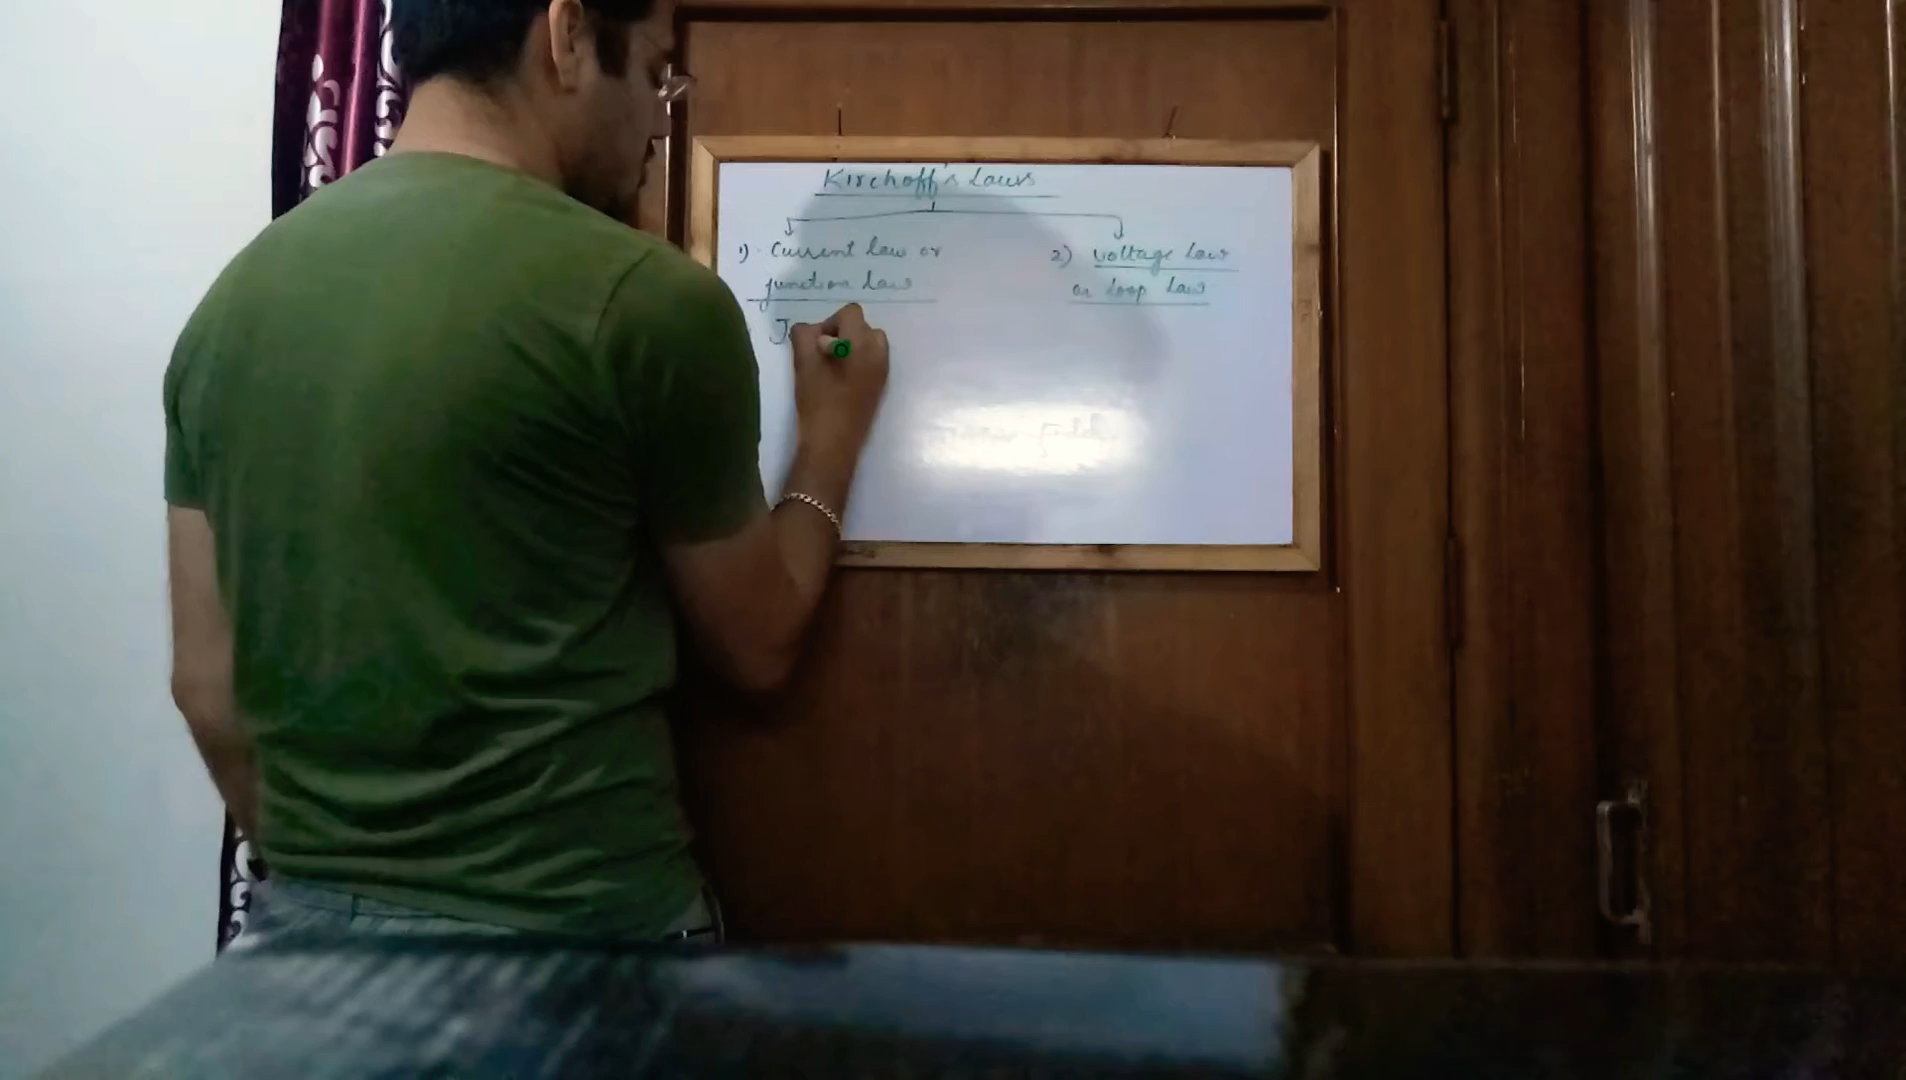 Kirchoff's Laws
1) Current law or
junction Law
2) voltage Law
or Loop Law
J